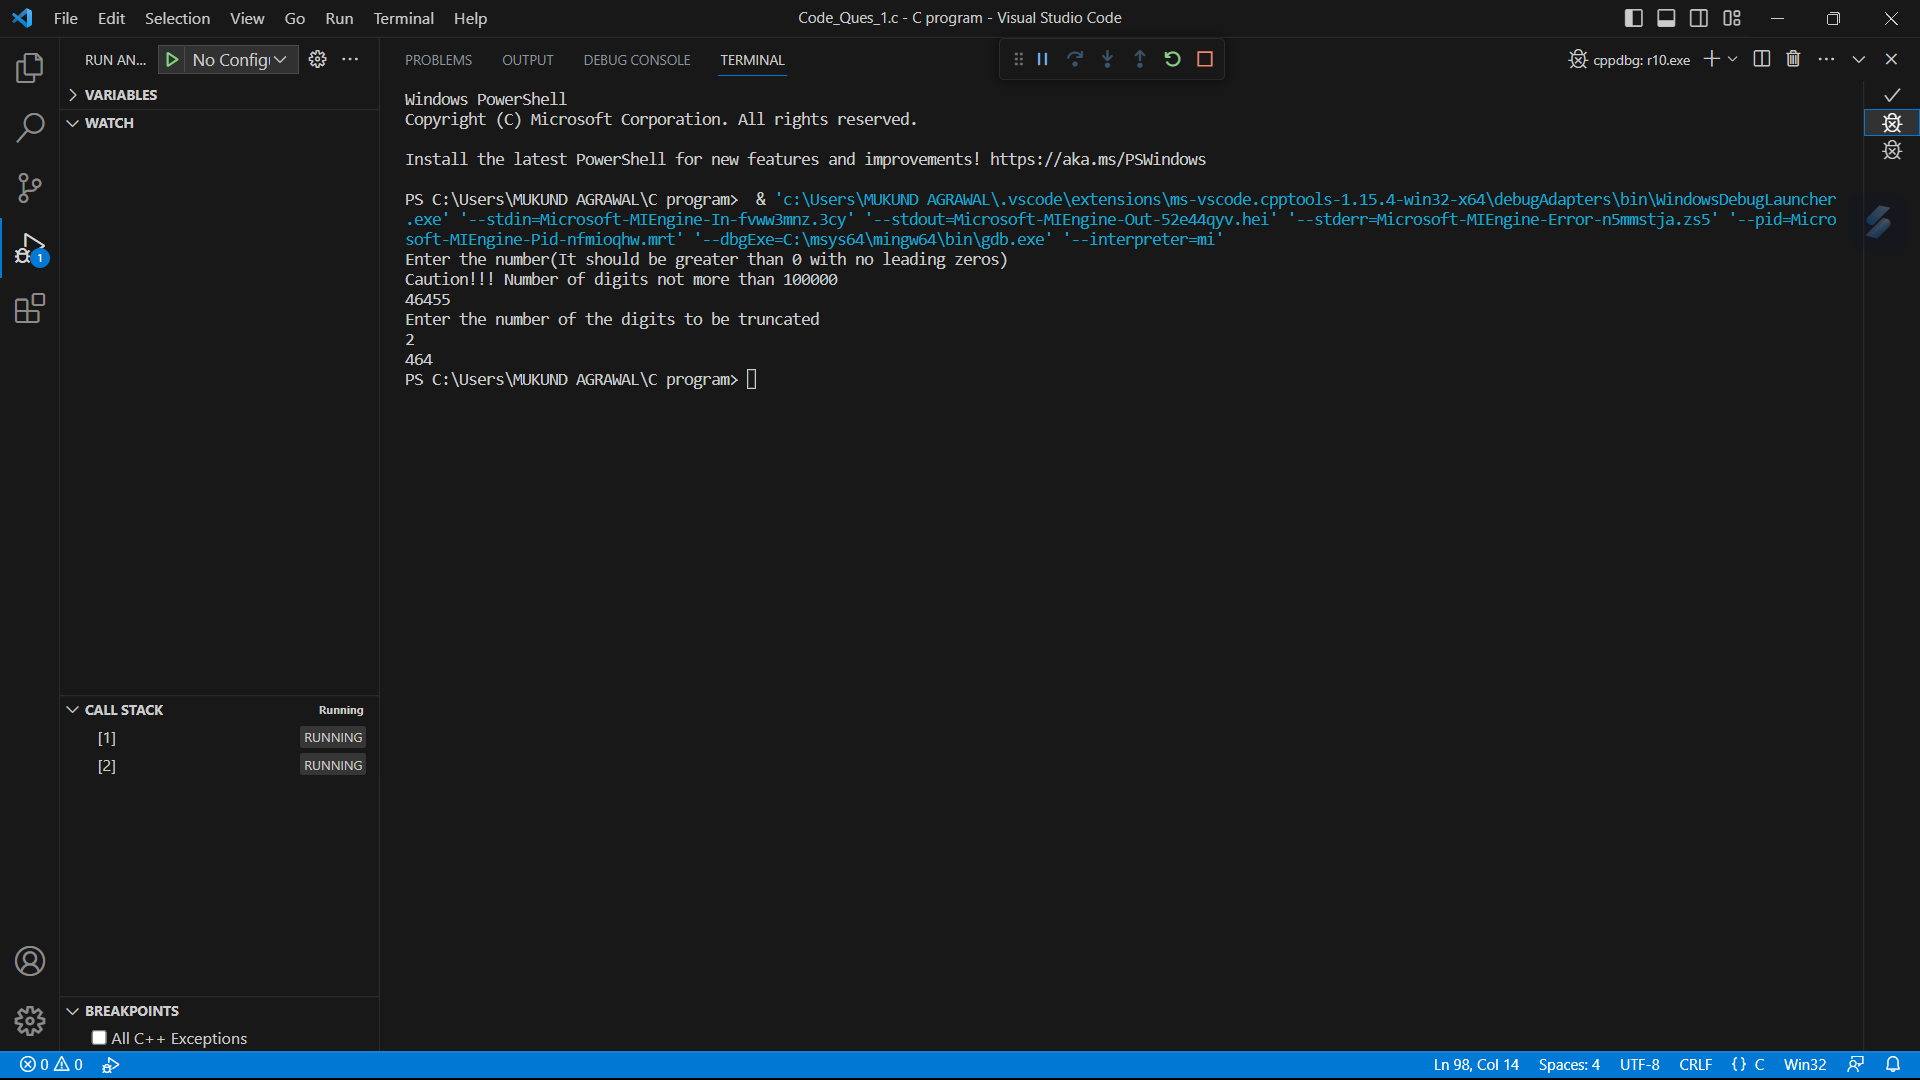 File Edit Selection View Go Run Terminal Help
Code_Ques_1.c - C program - Visual Studio Code
RUN AN...
No Config
PROBLEMS OUTPUT DEBUG CONSOLE TERMINAL
cppdbg: r10.exe
VARIABLES
WATCH
Windows PowerShell
Copyright (C) Microsoft Corporation. All rights reserved.
Install the latest PowerShell for new features and improvements! https://aka.ms/PSWindows
PS C:\Users\MUKUND AGRAWAL\C program>  & 'c:\Users\MUKUND AGRAWAL\.vscode\extensions\ms-vscode.cpptools-1.15.4-win32-x64\debugAdapters\bin\WindowsDebugLauncher
.exe' '--stdin=Microsoft-MIEngine-In-fvww3mnz.3cy' '--stdout=Microsoft-MIEngine-Out-52e44qyv.hei' '--stderr=Microsoft-MIEngine-Error-n5mmstja.zs5' '--pid=Micro
soft-MIEngine-Pid-nfmioqhw.mrt' '--dbgExe=C:\msys64\mingw64\bin\gdb.exe' '--interpreter=mi'
Enter the number(It should be greater than 0 with no leading zeros)
Caution!!! Number of digits not more than 100000
46455
Enter the number of the digits to be truncated
2
464
PS C:\Users\MUKUND AGRAWAL\C program>
1
CALL STACK Running
[1] RUNNING
[2] RUNNING
BREAKPOINTS
All C++ Exceptions
0 0
Ln 98, Col 14 Spaces: 4 UTF-8 CRLF {} C Win32